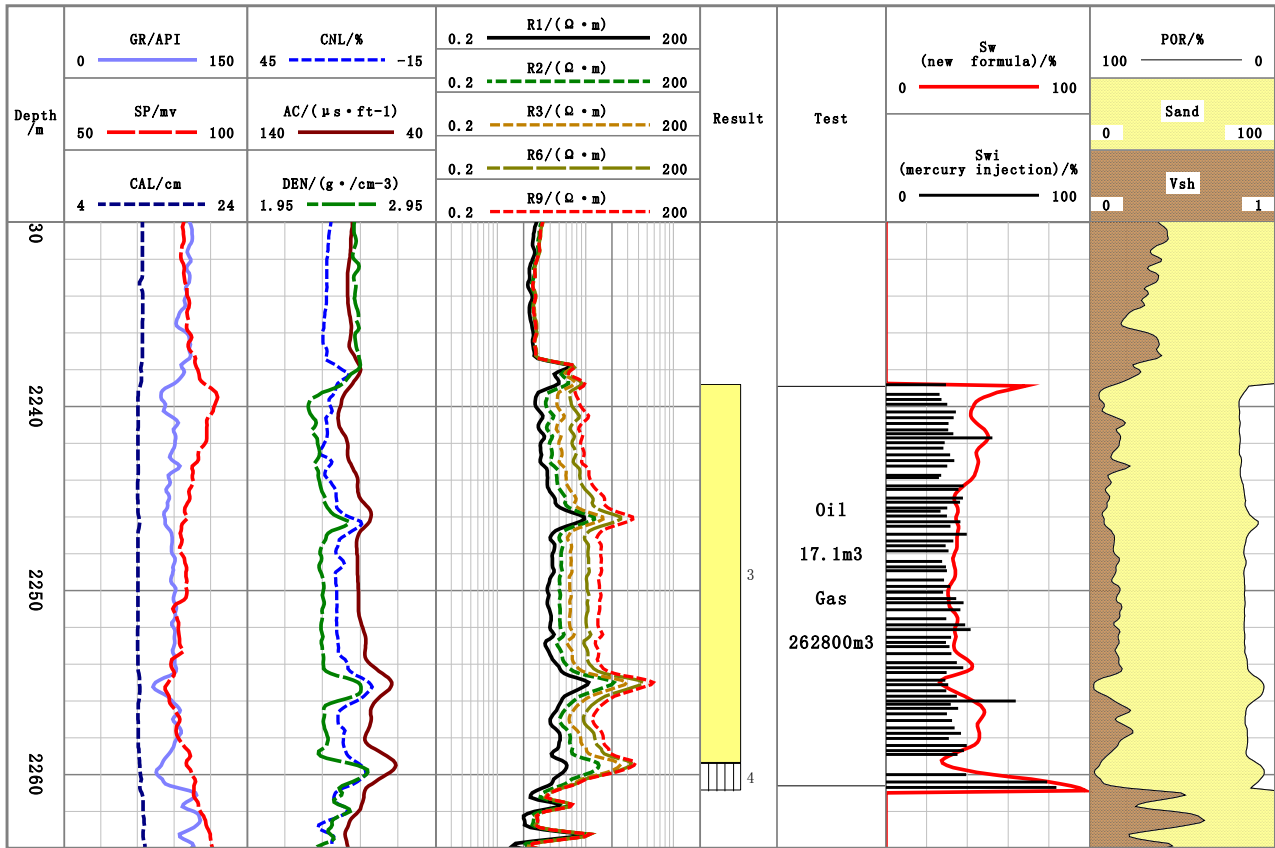 Depth
/m
GR/API
0 150
SP/mv
50 100
CAL/cm
4 24
CNL/%
45 -15
AC/(μs·ft-1)
140 40
DEN/(g·/cm-3)
1.95 2.95
R1/(Ω·m)
0.2 200
R2/(Ω·m)
0.2 200
R3/(Ω·m)
0.2 200
R6/(Ω·m)
0.2 200
R9/(Ω·m)
0.2 200
Result
Test
Sw
(new formula)/%
0 100
Swi
(mercury injection)/%
0 100
POR/%
100 0
Sand
0 100
Vsh
0 1
30
2240
2250
2260
3
4
Oil
17.1m3
Gas
262800m3